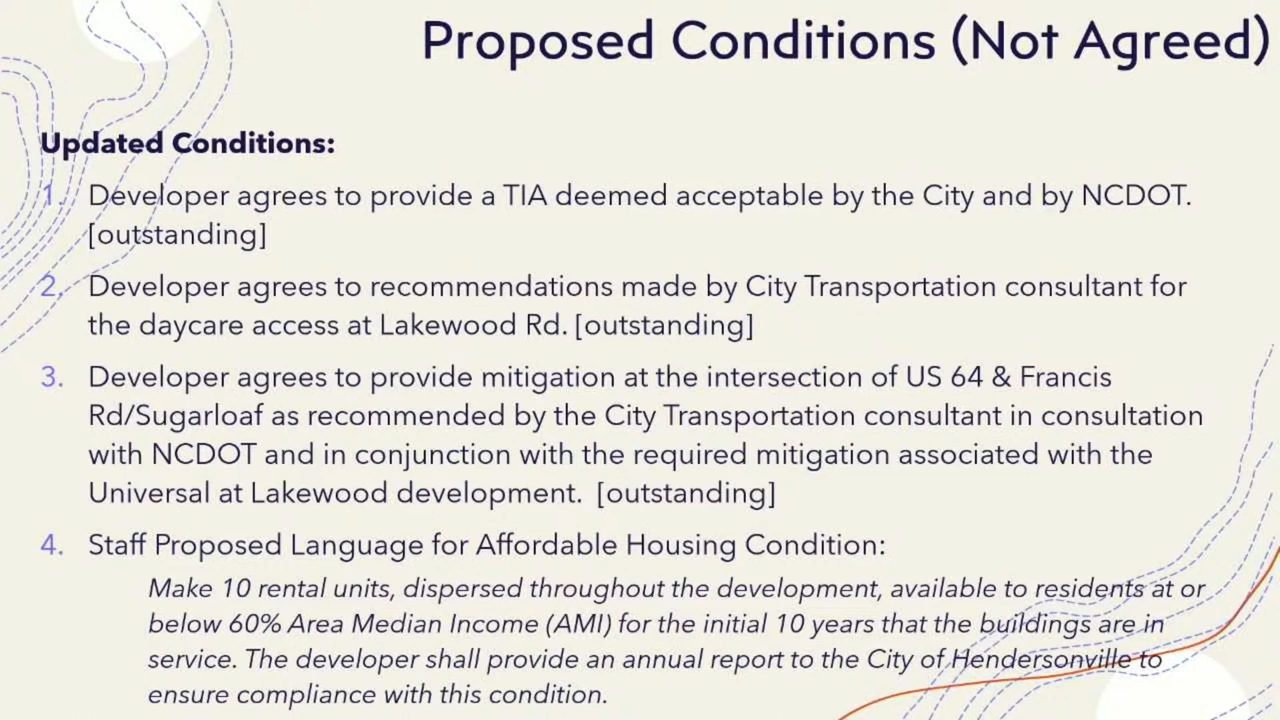 Proposed Conditions (Not Agreed)
Updated Conditions:
1. Developer agrees to provide a TIA deemed acceptable by the City and by NCDOT.
[outstanding]
2. Developer agrees to recommendations made by City Transportation consultant for
the daycare access at Lakewood Rd. [outstanding]
3. Developer agrees to provide mitigation at the intersection of US 64 & Francis
Rd/Sugarloaf as recommended by the City Transportation consultant in consultation
with NCDOT and in conjunction with the required mitigation associated with the
Universal at Lakewood development. [outstanding]
4. Staff Proposed Language for Affordable Housing Condition:
Make 10 rental units, dispersed throughout the development, available to residents at or
below 60% Area Median Income (AMI) for the initial 10 years that the buildings are in
service. The developer shall provide an annual report to the City of Hendersonville to
ensure compliance with this condition.